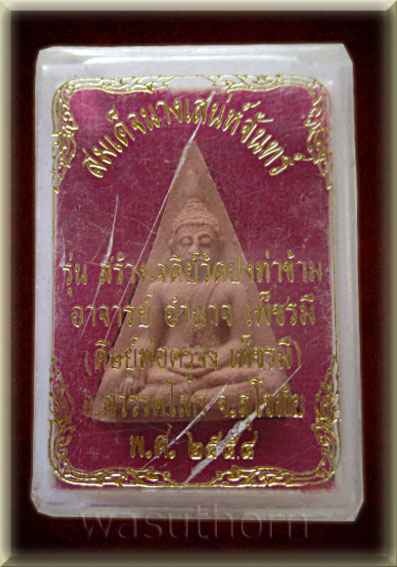 สมเด็จนางเสน่ห์จันทร์
รุ่น สร้างเจดีย์วัดปงท่าข้าม
อาจารย์ อำนาจ เพ็ชรมี
(ศิษย์พ่อครูจัง เพ็ชรมี)
อ.สวรรคโลก จ.สุโขทัย
พ.ศ. ๒๕๕๔
wasuthorn